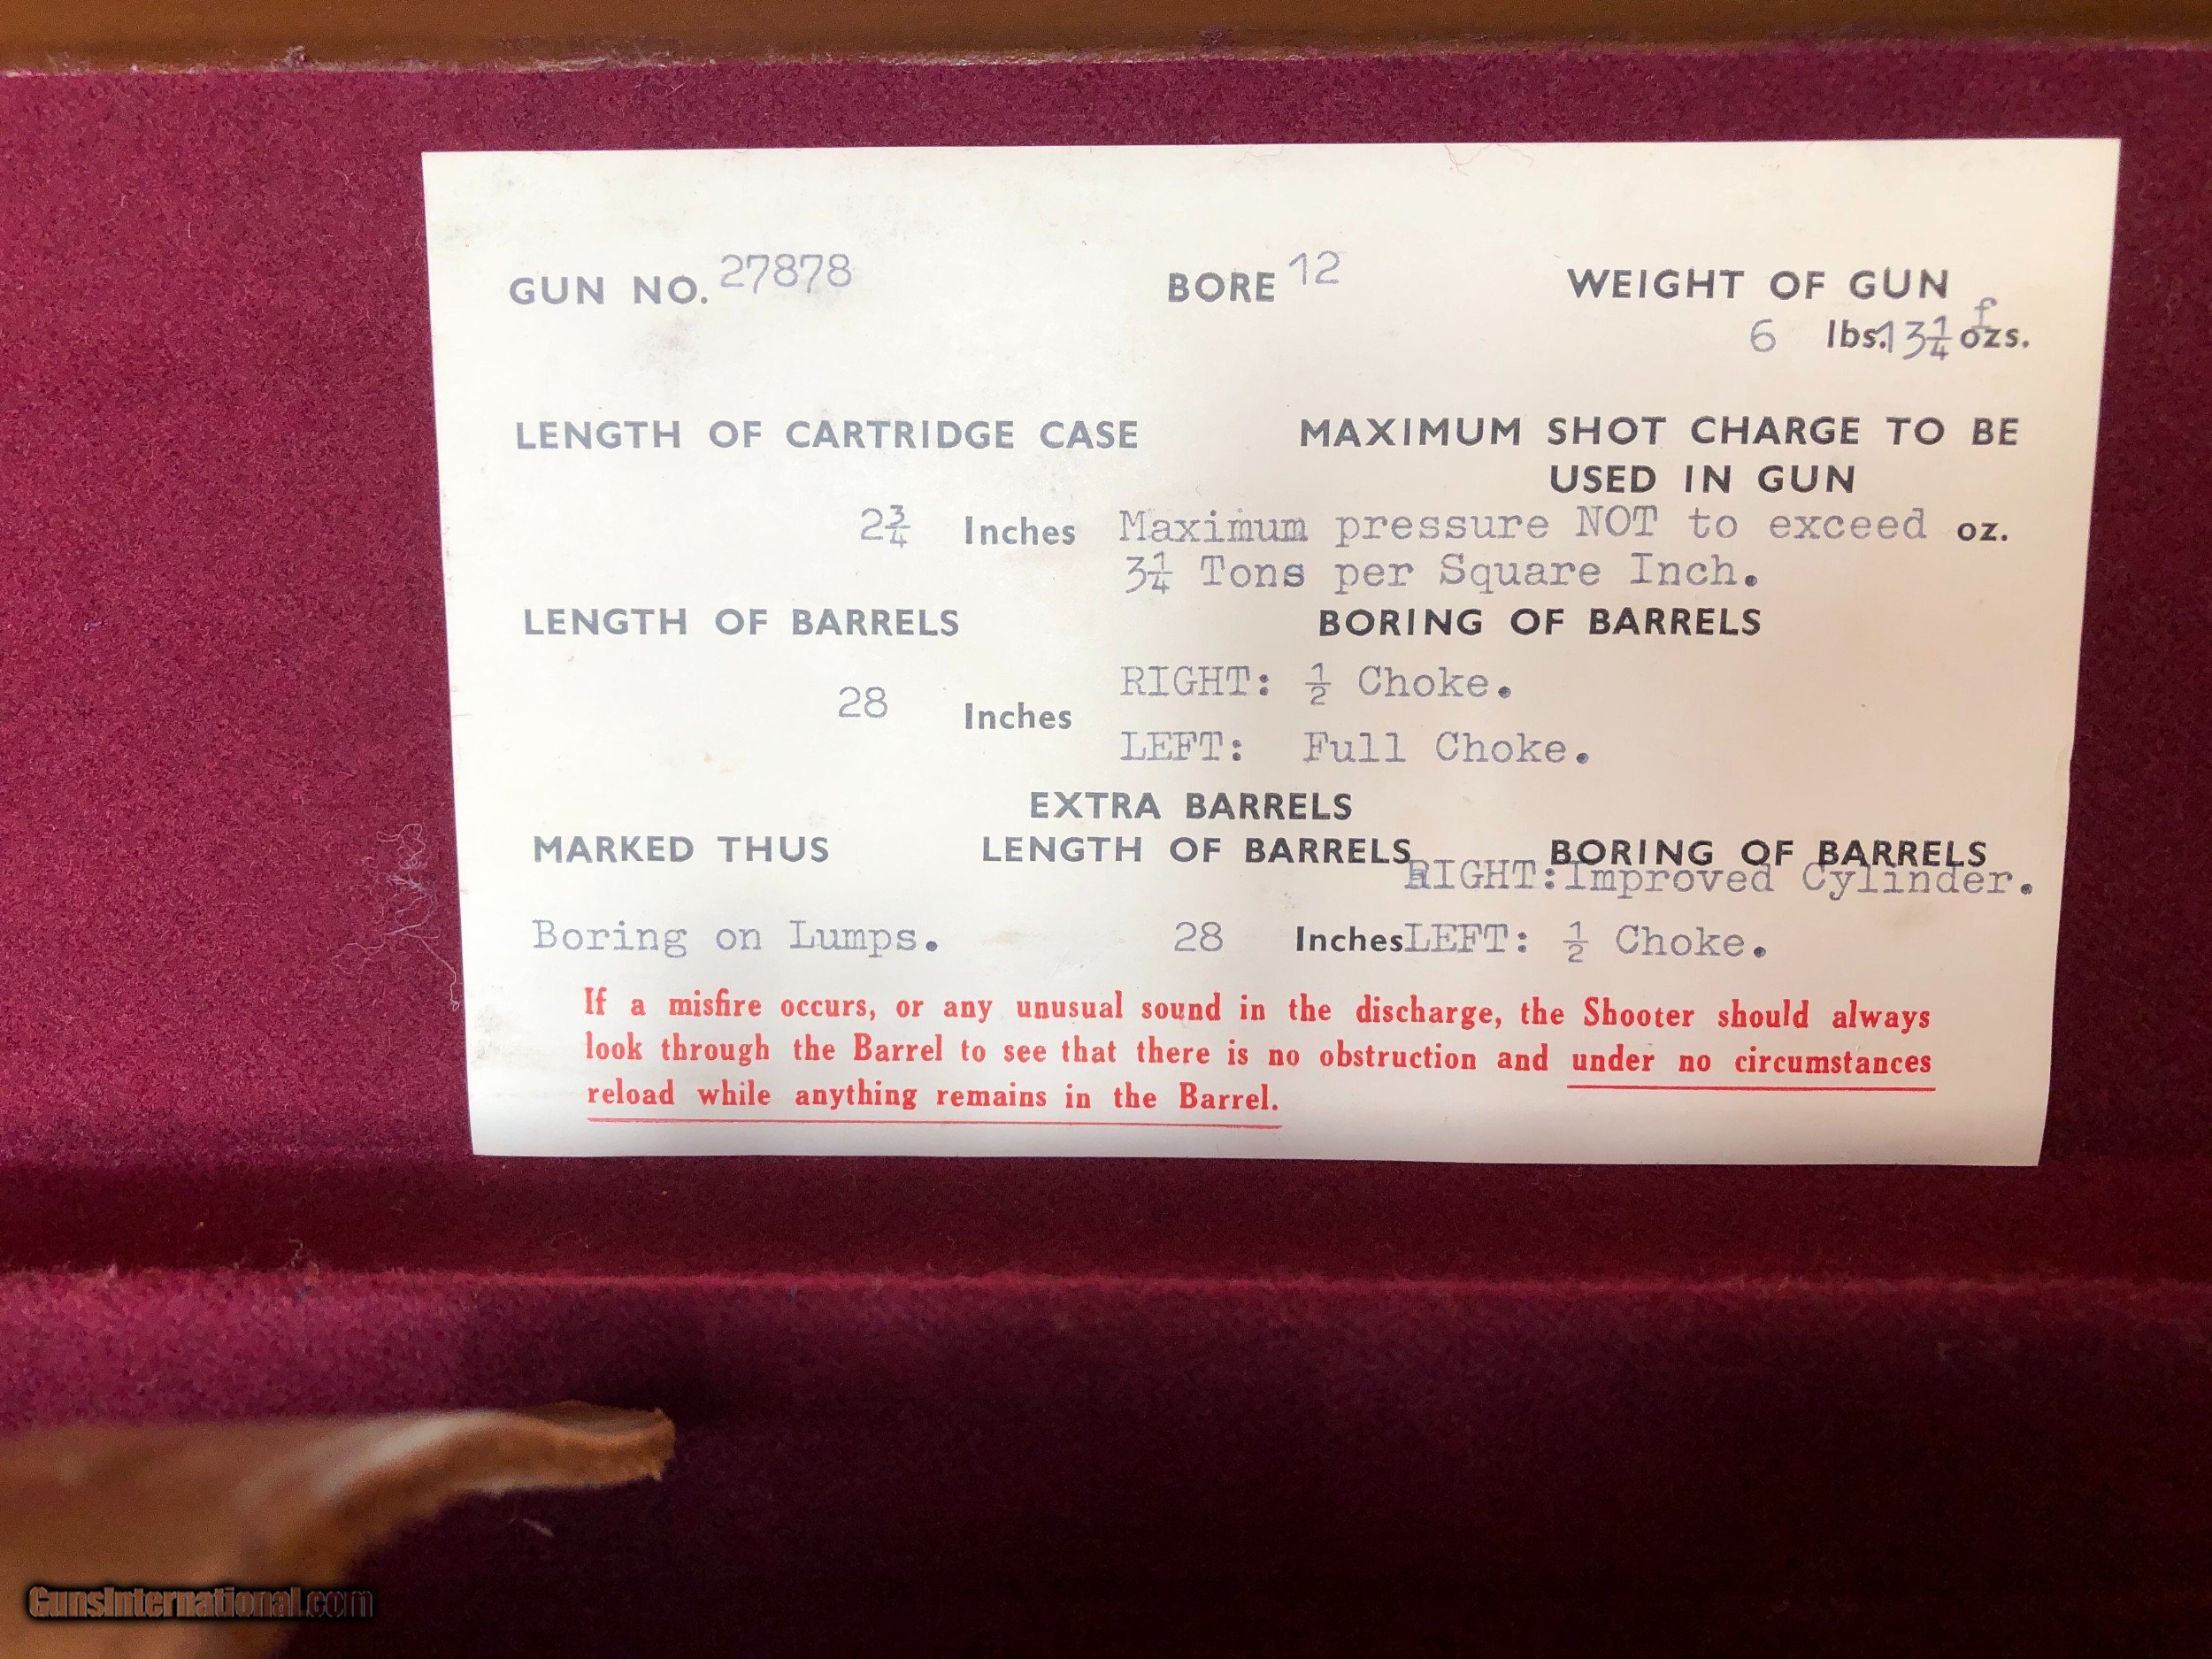 GUN NO. 27878 BORE 12 WEIGHT OF GUN
6 lbs. 13¼ ozs.
LENGTH OF CARTRIDGE CASE MAXIMUM SHOT CHARGE TO BE
USED IN GUN
2¾ Inches Maximum pressure NOT to exceed oz.
3¼ Tons per Square Inch.
LENGTH OF BARRELS BORING OF BARRELS
RIGHT: ½ Choke.
28 Inches
LEFT: Full Choke.
EXTRA BARRELS
MARKED THUS LENGTH OF BARRELS BORING OF BARRELS
RIGHT: Improved Cylinder.
Boring on Lumps. 28 Inches LEFT: ½ Choke.
If a misfire occurs, or any unusual sound in the discharge, the Shooter should always
look through the Barrel to see that there is no obstruction and under no circumstances
reload while anything remains in the Barrel.
GunsInternational.com